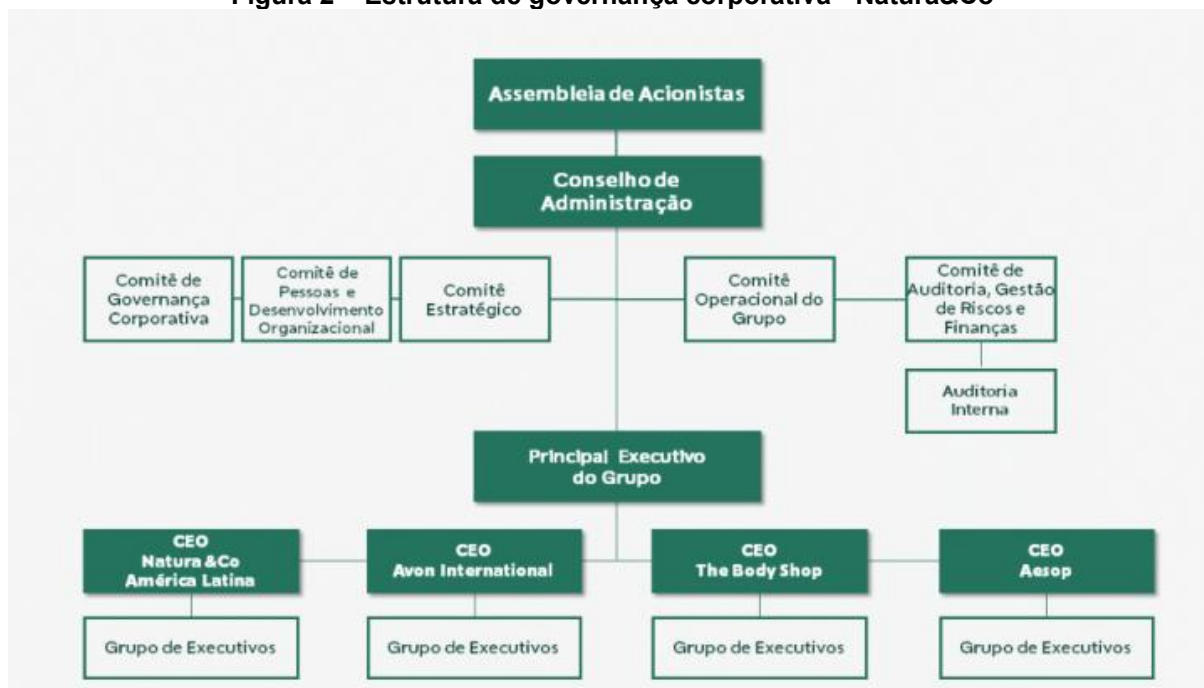 Figura 2 – Estrutura de governança corporativa - Natura&Co
Assembleia de Acionistas
Conselho de
Administração
Comitê de
Governança
Corporativa
Comitê de
Pessoas e
Desenvolvimento
Organizacional
Comitê
Estratégico
Comitê
Operacional do
Grupo
Comitê de
Auditoria, Gestão
de Riscos e
Finanças
Auditoria
Interna
Principal Executivo
do Grupo
CEO
Natura &Co
América Latina
CEO
Avon International
CEO
The Body Shop
CEO
Aesop
Grupo de Executivos
Grupo de Executivos
Grupo de Executivos
Grupo de Executivos